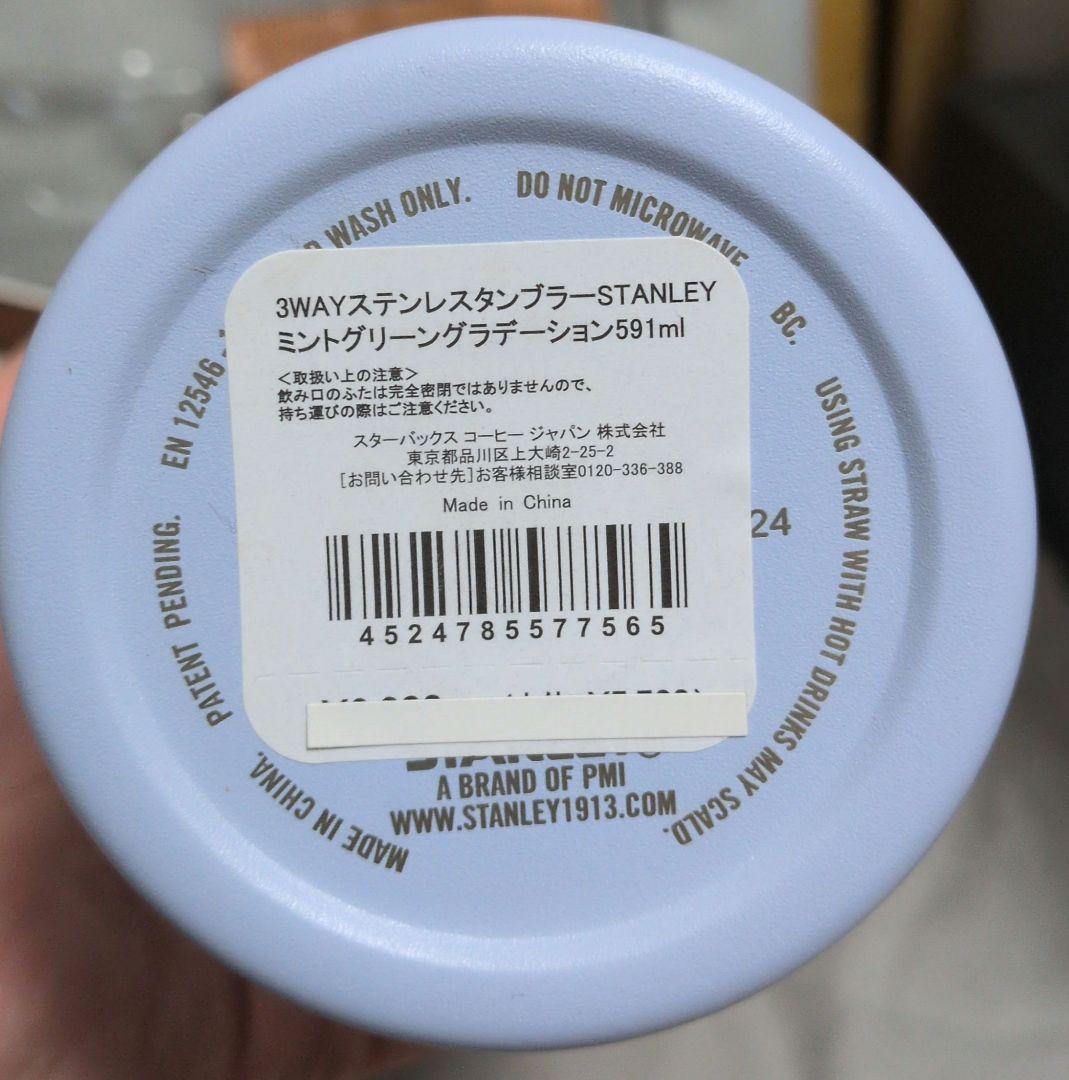 WASH ONLY.
DO NOT MICROWAVE
BC.
USING STRAW WITH HOT DRINKS MAY SCALD.
EN 12546
PATENT PENDING.
MADE IN CHINA.
3WAYステンレスタンブラーSTANLEY
ミントグリーングラデーション591ml
＜取扱い上の注意＞
飲み口のふたは完全密閉ではありませんので、
持ち運びの際はご注意ください。
スターバックス コーヒー ジャパン 株式会社
東京都品川区上大崎2-25-2
[お問い合わせ先]お客様相談室0120-336-388
Made in China
24
4524785577565
A BRAND OF PMI
WWW.STANLEY1913.COM